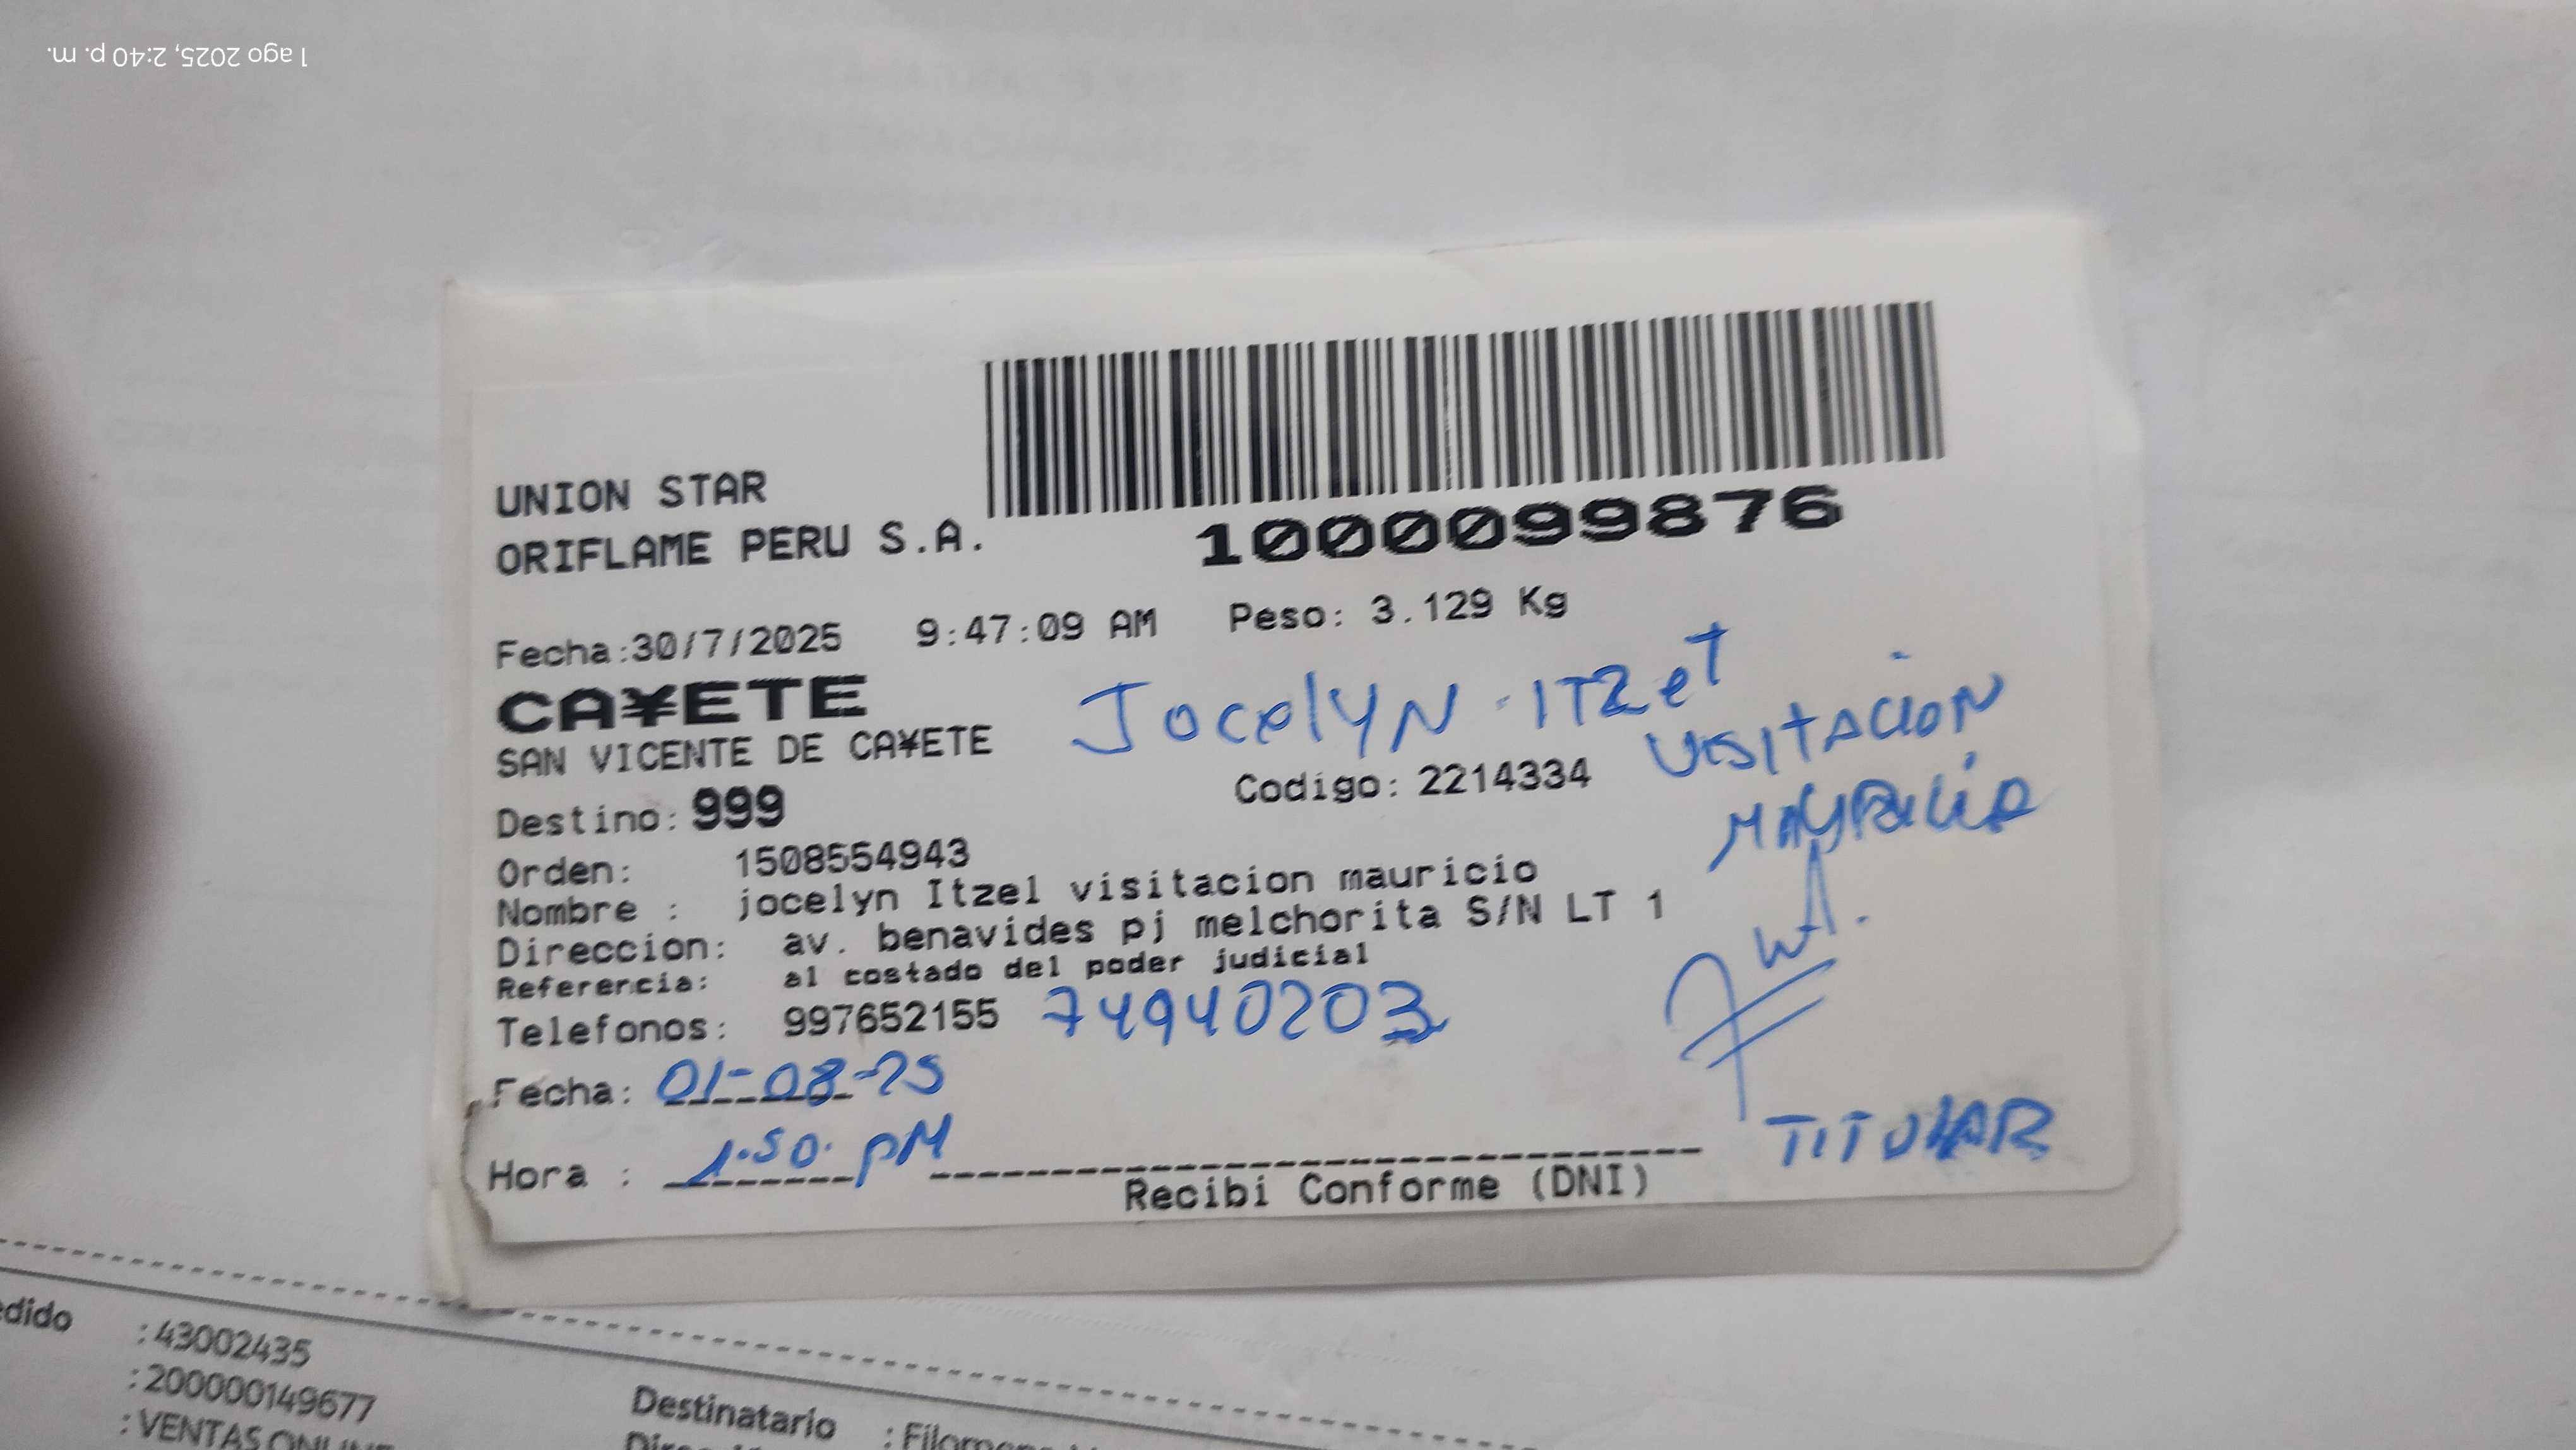 1 ago 2025, 2:40 p. m.
UNION STAR
ORIFLAME PERU S.A.
1000099876
Fecha:30/7/2025 9:47:09 AM Peso: 3.129 Kg
CA¥ETE
SAN VICENTE DE CA¥ETE
Jocelyn ITZeT
VISITACION
Destino: 999
Codigo: 2214334
Orden: 1508554943
Nombre : jocelyn Itzel visitacion mauricio
Direccion: av. benavides pj melchorita S/N LT 1
Referencia: al costado del poder judicial
Telefonos: 997652155 74940203
Fecha: 01-08-25
Hora : 1.50. PM
TITULAR
Recibi Conforme (DNI)
:43002435
:200000149677
:VENTAS
Destinatario :